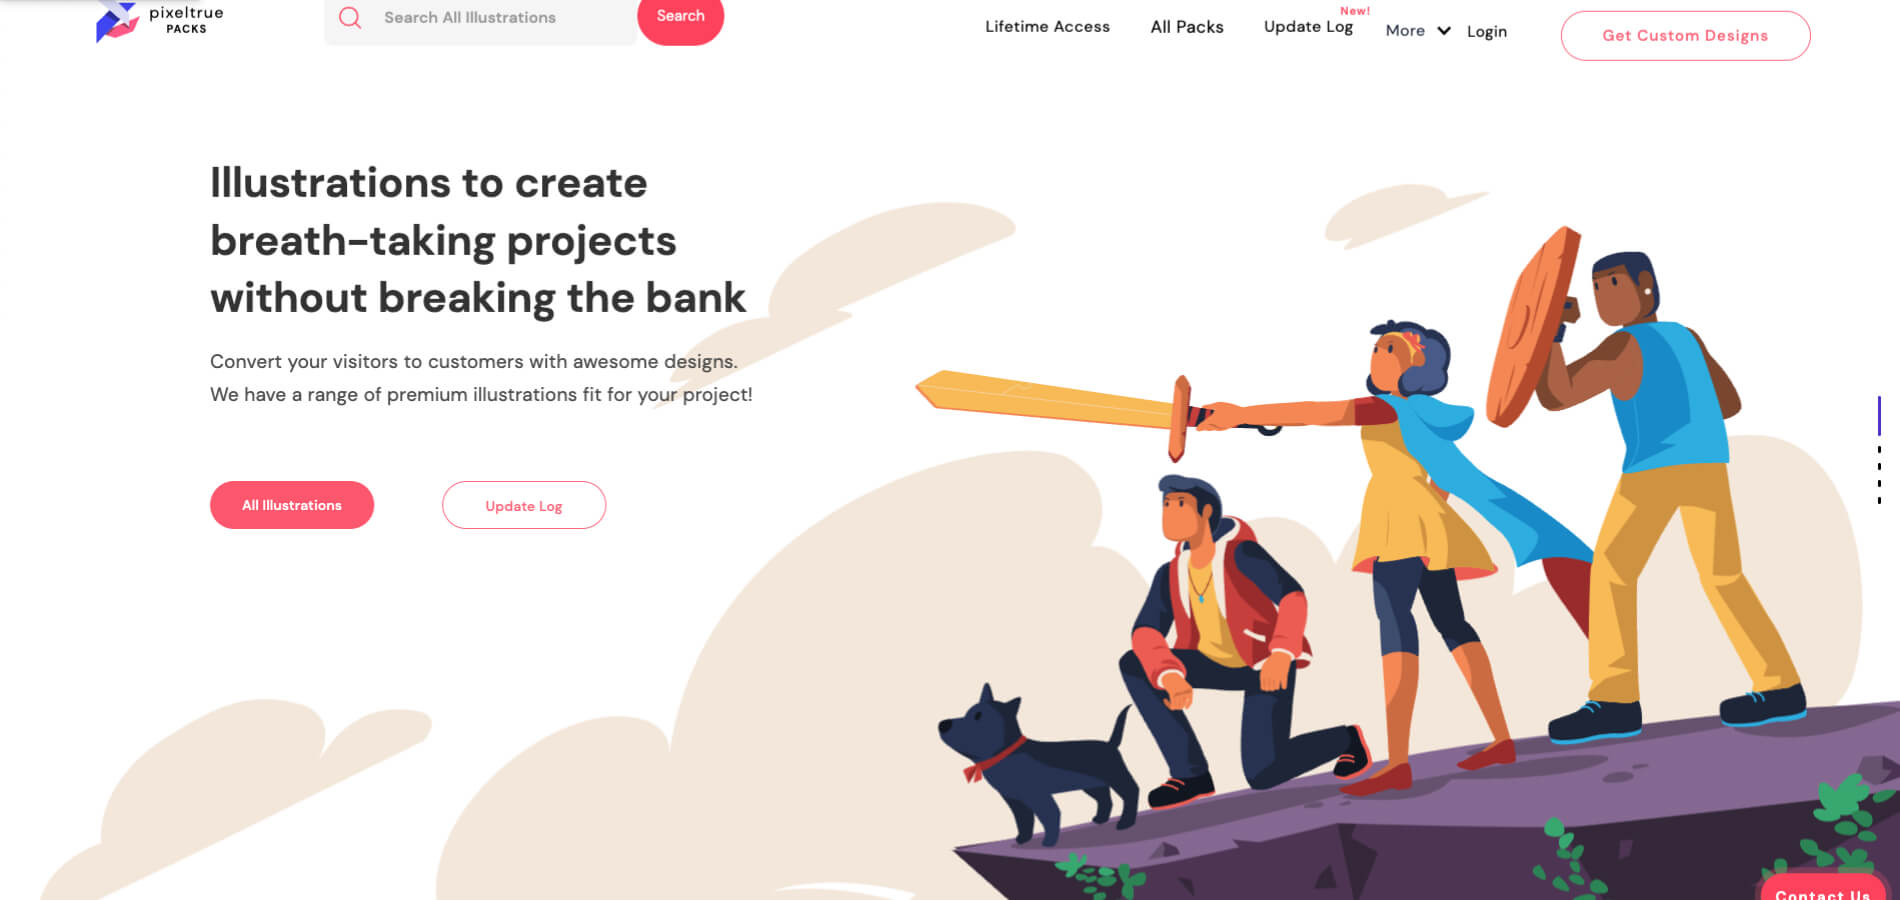 pixeltrue
PACKS
Search All Illustrations
Search
Lifetime Access
All Packs
Update Log
New!
More
Login
Get Custom Designs
Illustrations to create
breath-taking projects
without breaking the bank
Convert your visitors to customers with awesome designs.
We have a range of premium illustrations fit for your project!
All Illustrations
Update Log
Contact Us